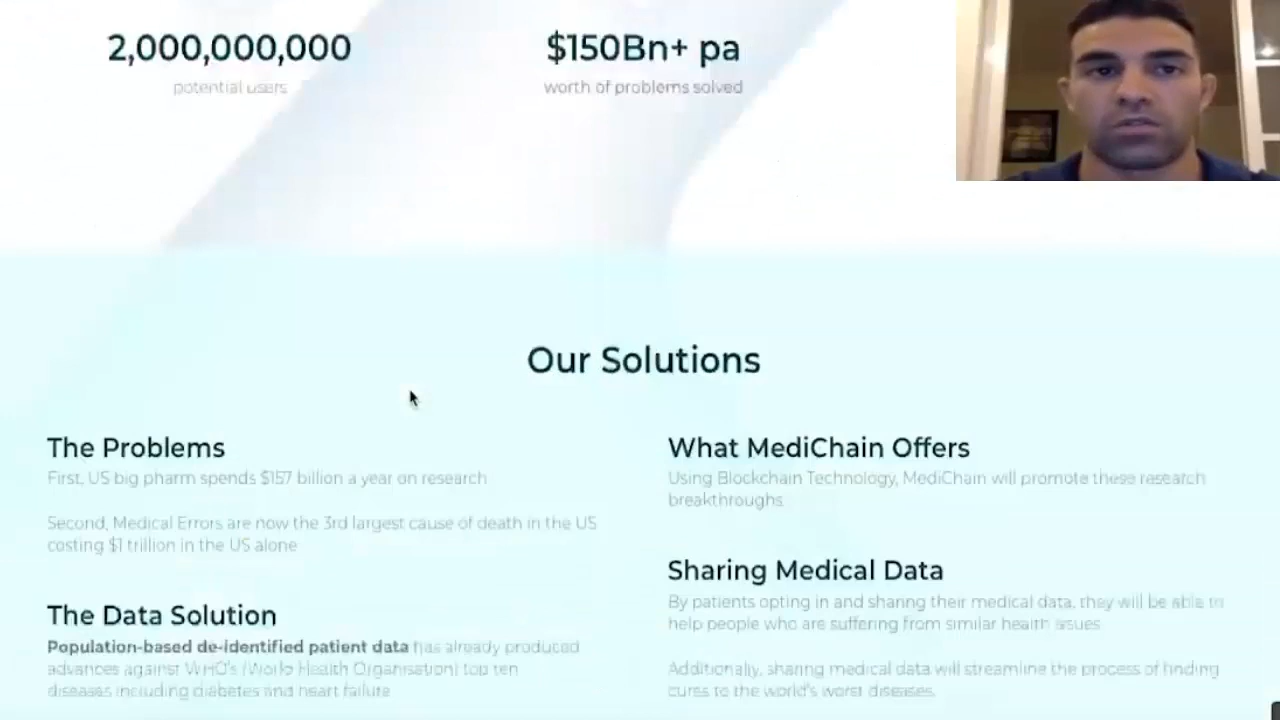 2,000,000,000
potential users
$150Bn+ pa
worth of problems solved
Our Solutions
The Problems
First, US big pharm spends $157 billion a year on research
Second, Medical Errors are now the 3rd largest cause of death in the US
costing $1 trillion in the US alone
The Data Solution
Population-based de-identified patient data has already produced
advances against WHO's (World Health Organisation) top ten
diseases including diabetes and heart failure
What MediChain Offers
Using Blockchain Technology, MediChain will promote these research
breakthroughs.
Sharing Medical Data
By patients opting in and sharing their medical data, they will be able to
help people who are suffering from similar health issues
Additionally, sharing medical data will streamline the process of finding
cures to the world's worst diseases.